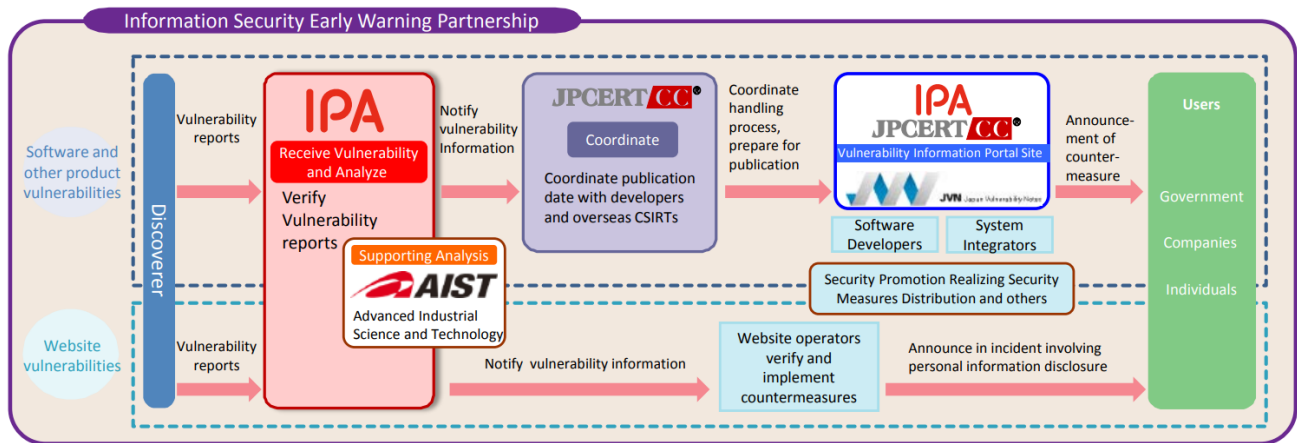 Information Security Early Warning Partnership
Software and
other product
vulnerabilities
Website
vulnerabilities
Discoverer
Vulnerability
reports
Vulnerability
reports
IPA
Receive Vulnerability
and Analyze
Verify
Vulnerability
reports
Supporting Analysis
AIST
Advanced Industrial
Science and Technology
Notify
vulnerability
Information
JPCERT CC®
Coordinate
Coordinate publication
date with developers
and overseas CSIRTs
Coordinate
handling
process,
prepare for
publication
IPA
JPCERT CC®
Vulnerability Information Portal Site
JVN Japan Vulnerability Notes
Software
Developers
System
Integrators
Security Promotion Realizing Security
Measures Distribution and others
Announce-
ment of
counter-
measure
Notify vulnerability information
Website operators
verify and
implement
countermeasures
Announce in incident involving
personal information disclosure
Users
Government
Companies
Individuals